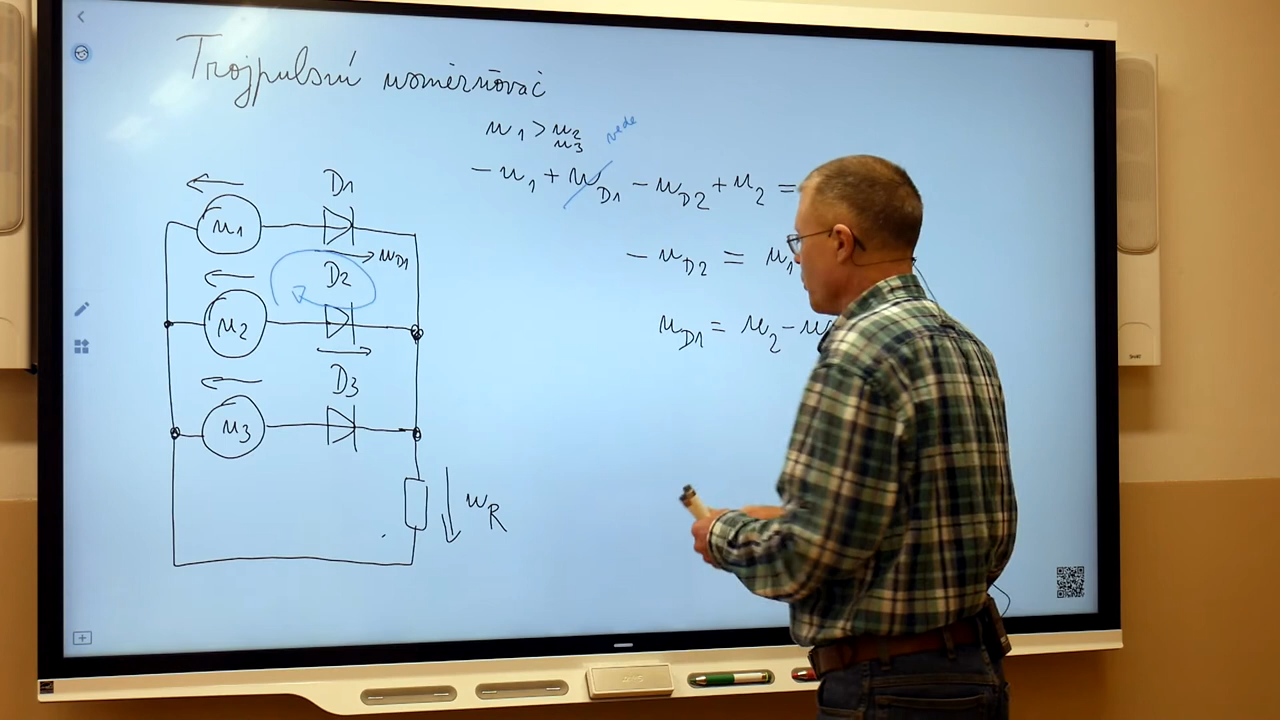 Trojpulsní usměrňovač
u1 > u2
u3
vede
- u1 + uD1 - uD2 + u2 =
- uD2 = u1
uD1 = u2 - u
D1
u1
uD1
D2
u2
D3
u3
uR